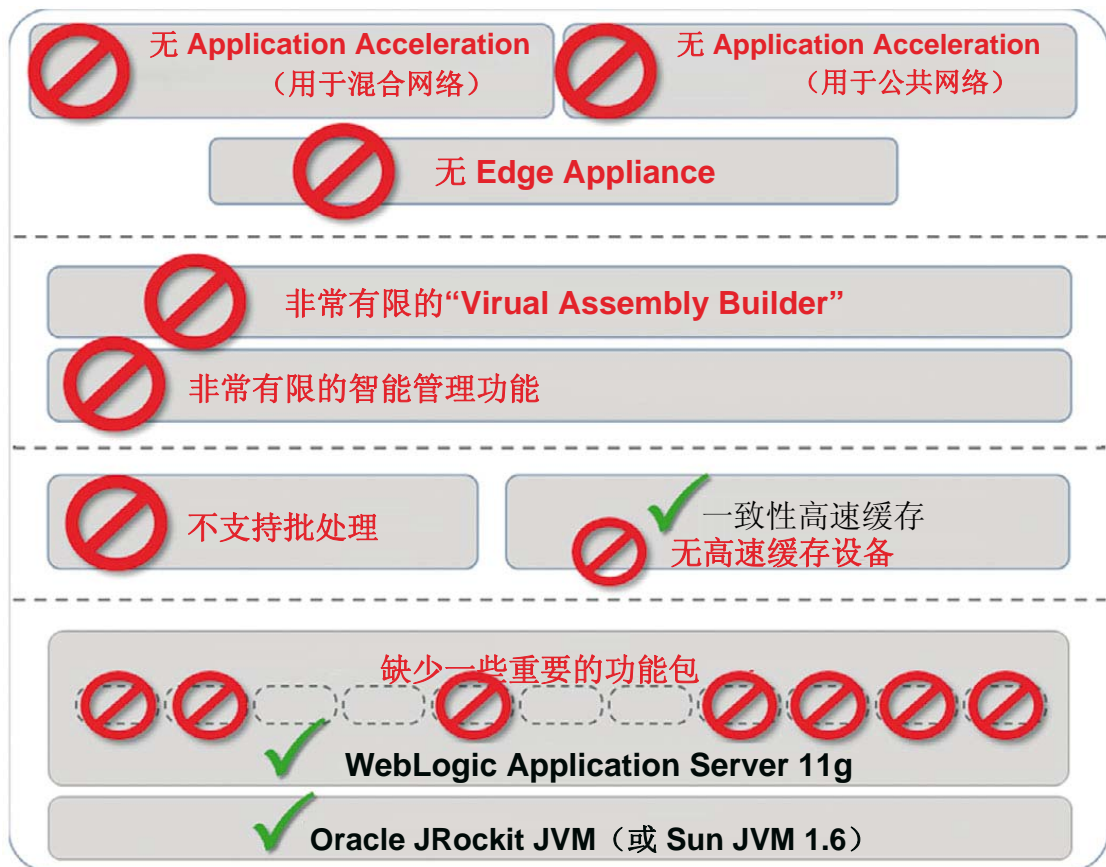 无 Application Acceleration
（用于混合网络）
无 Application Acceleration
（用于公共网络）
无 Edge Appliance
非常有限的“Virual Assembly Builder”
非常有限的智能管理功能
不支持批处理
一致性高速缓存
无高速缓存设备
缺少一些重要的功能包
WebLogic Application Server 11g
Oracle JRockit JVM（或 Sun JVM 1.6）